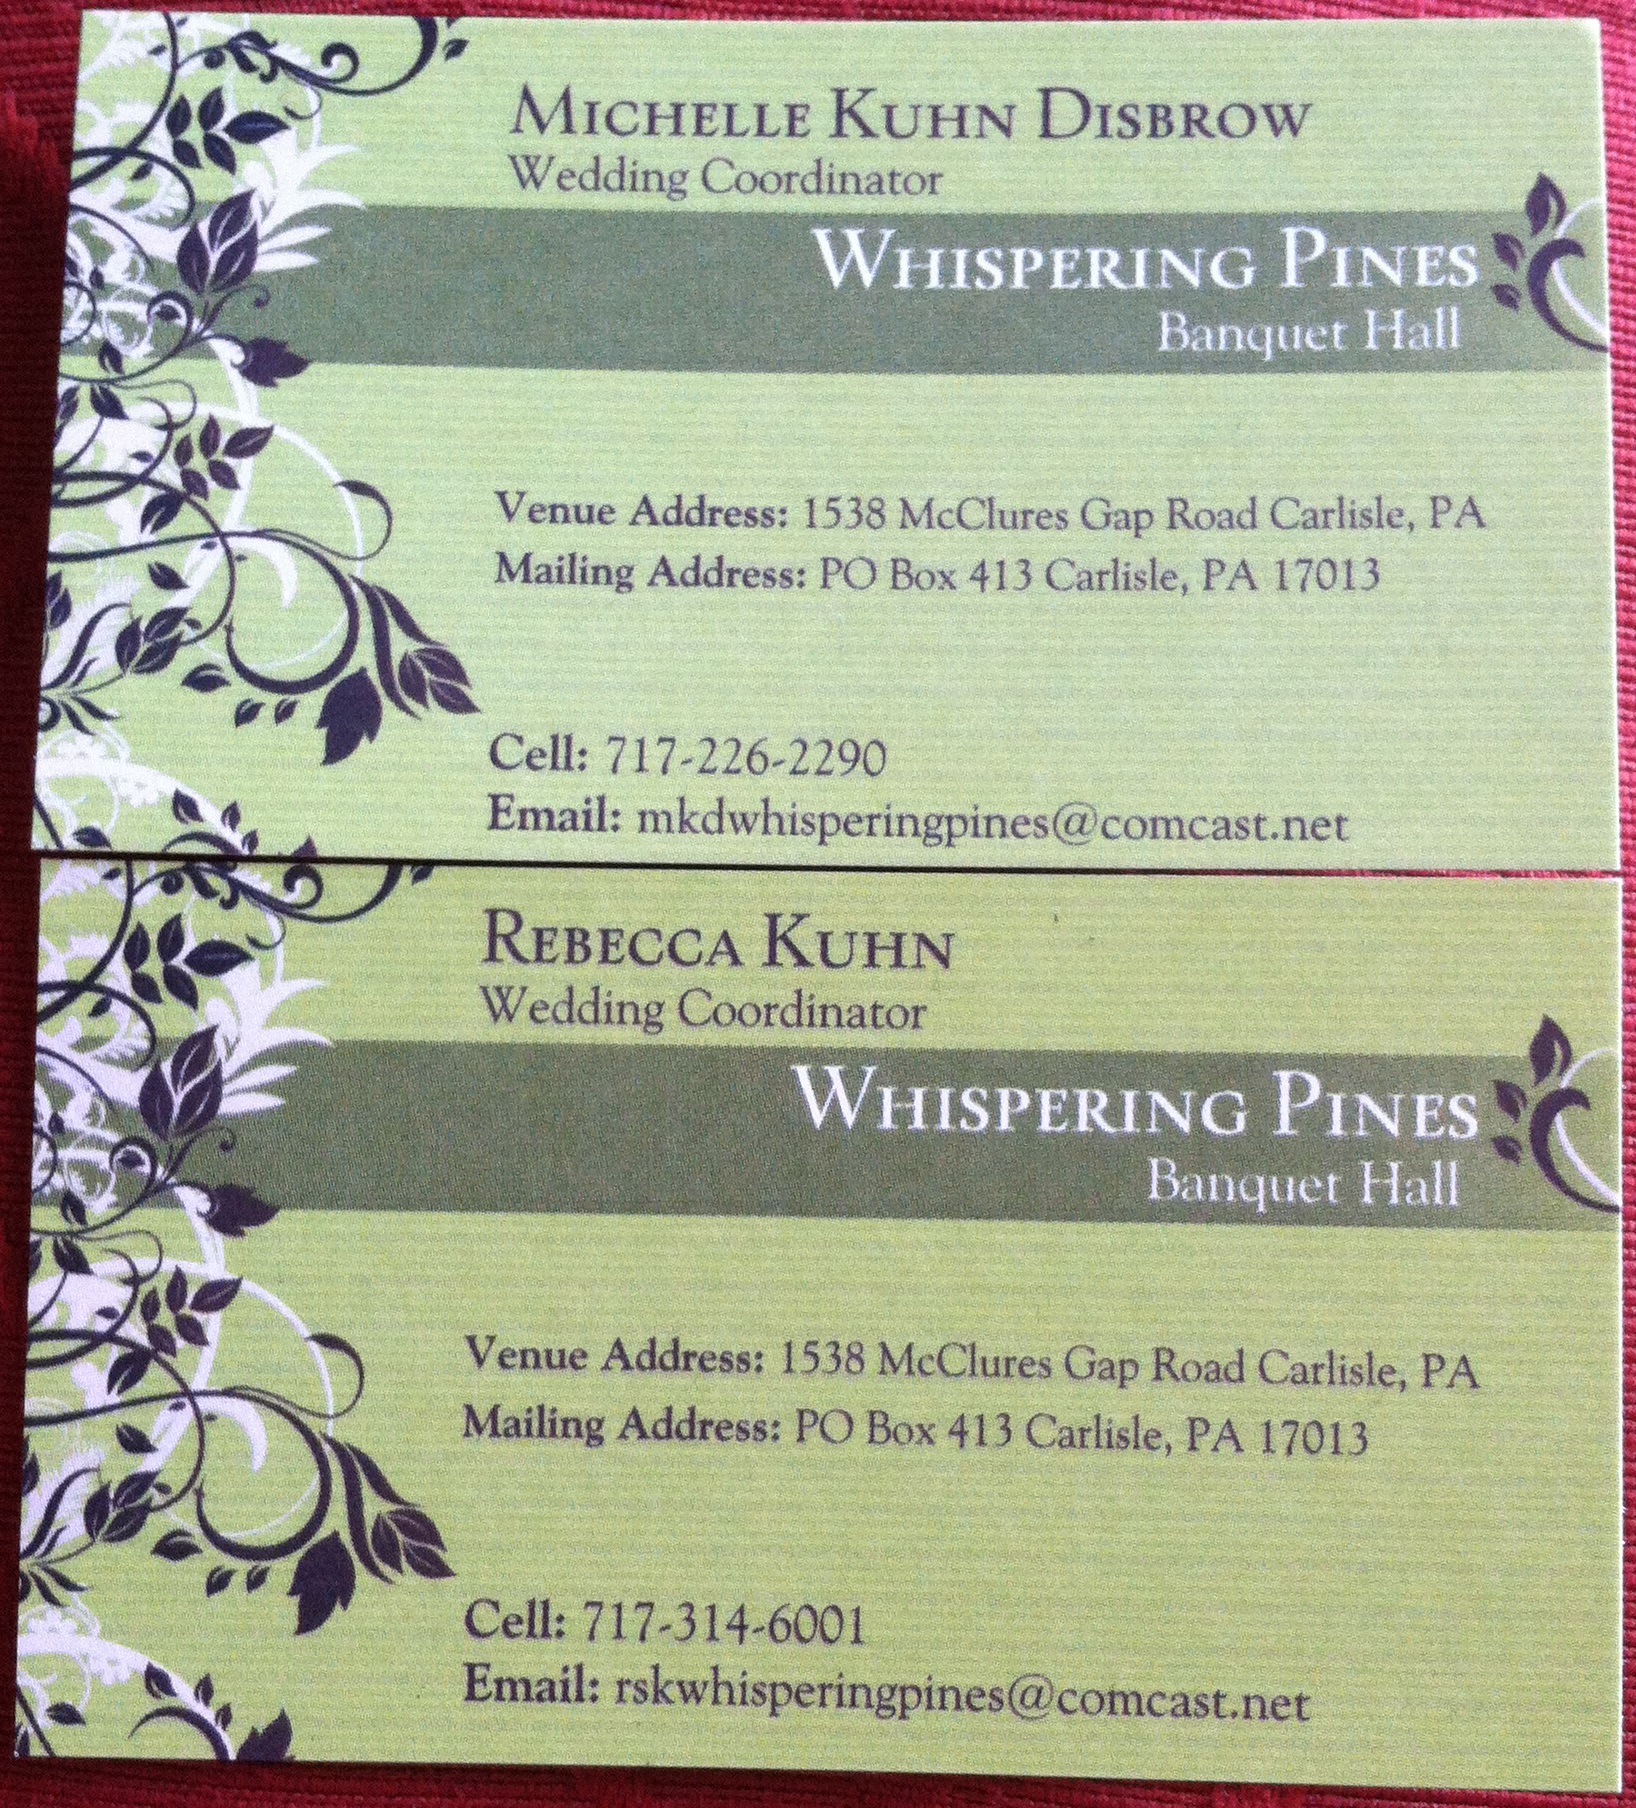 Michelle Kuhn Disbrow
Wedding Coordinator
Whispering Pines
Banquet Hall
Venue Address: 1538 McClures Gap Road Carlisle, PA
Mailing Address: PO Box 413 Carlisle, PA 17013
Cell: 717-226-2290
Email: mkdwhisperingpines@comcast.net
Rebecca Kuhn
Wedding Coordinator
Whispering Pines
Banquet Hall
Venue Address: 1538 McClures Gap Road Carlisle, PA
Mailing Address: PO Box 413 Carlisle, PA 17013
Cell: 717-314-6001
Email: rskwhisperingpines@comcast.net